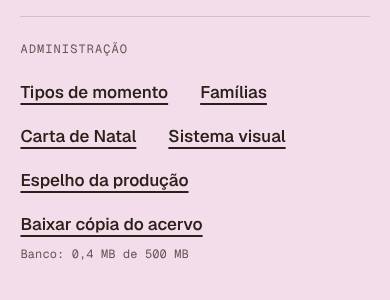 ADMINISTRAÇÃO
Tipos de momento Famílias
Carta de Natal Sistema visual
Espelho da produção
Baixar cópia do acervo
Banco: 0,4 MB de 500 MB